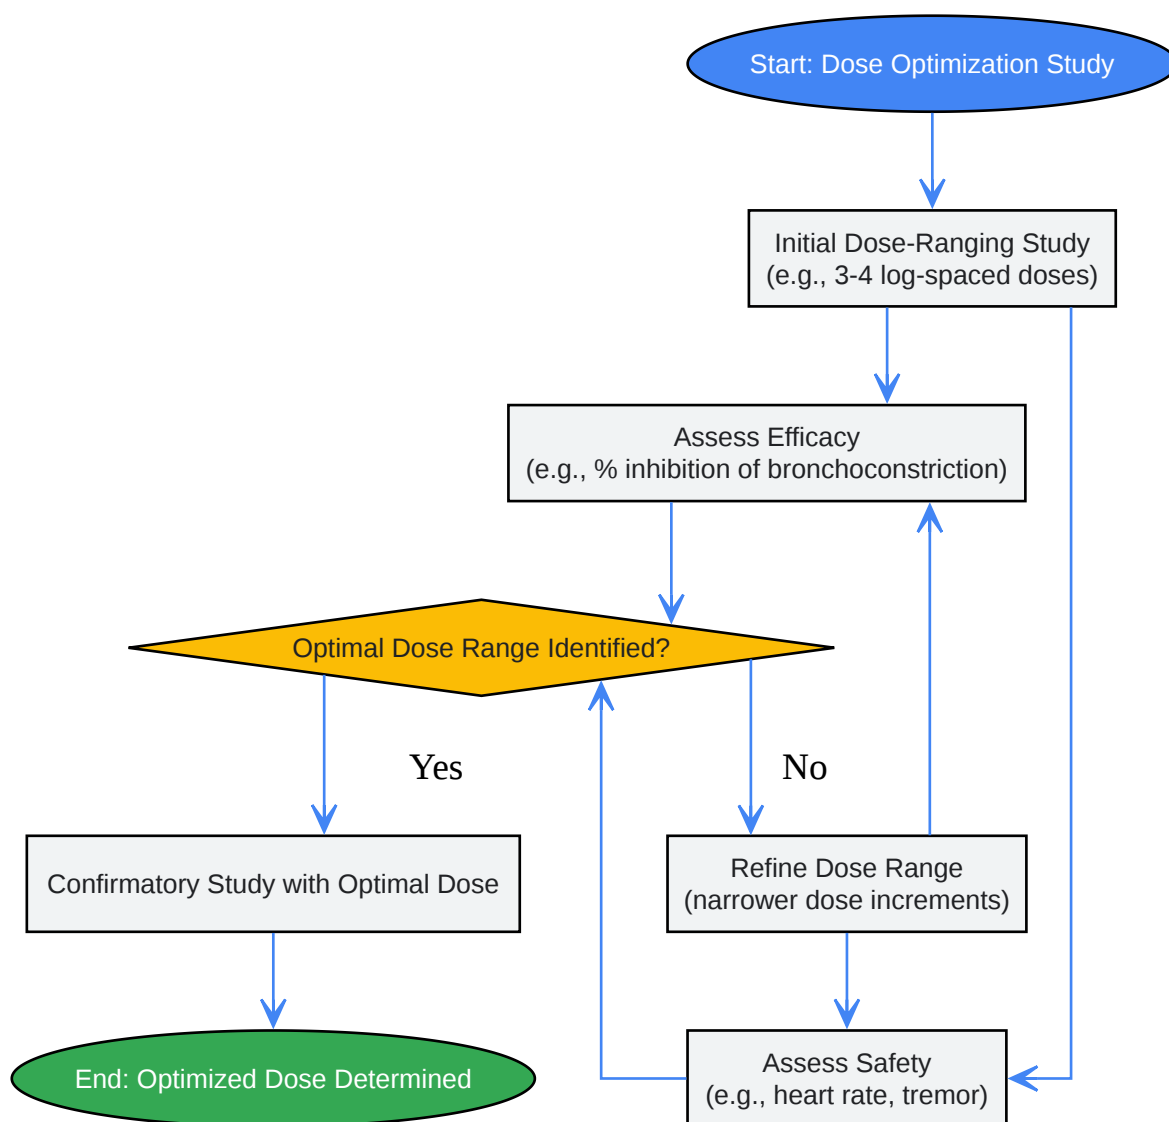 Start: Dose Optimization Study
Initial Dose-Ranging Study
(e.g., 3-4 log-spaced doses)
Assess Efficacy
(e.g., % inhibition of bronchoconstriction)
Optimal Dose Range Identified?
Yes
No
Confirmatory Study with Optimal Dose
Refine Dose Range
(narrower dose increments)
End: Optimized Dose Determined
Assess Safety
(e.g., heart rate, tremor)